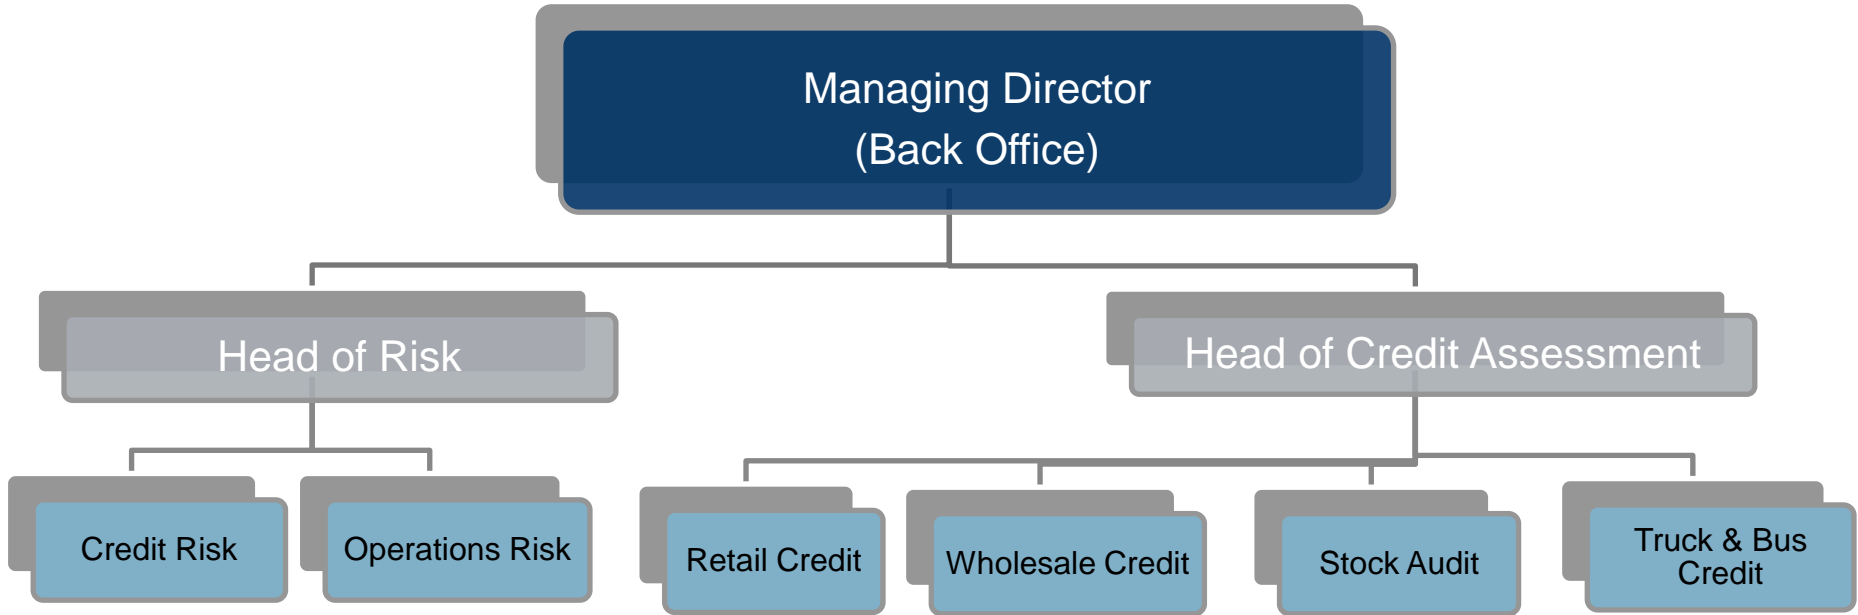 Managing Director
(Back Office)
Head of Risk
Head of Credit Assessment
Credit Risk
Operations Risk
Retail Credit
Wholesale Credit
Stock Audit
Truck & Bus
Credit